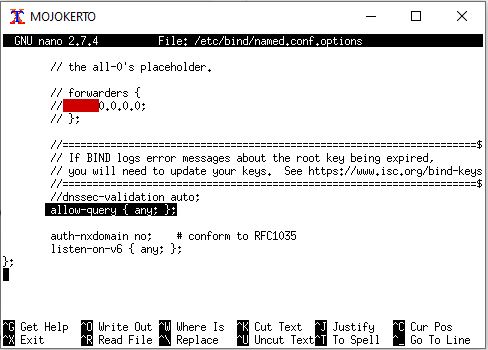 MOJOKERTO
GNU nano 2.7.4 File: /etc/bind/named.conf.options
// the all-0's placeholder.
// forwarders {
// 0.0.0.0;
// };
//========================================================================$
// If BIND logs error messages about the root key being expired,
// you will need to update your keys. See https://www.isc.org/bind-keys
//========================================================================$
//dnssec-validation auto;
allow-query { any; };
auth-nxdomain no; # conform to RFC1035
listen-on-v6 { any; };
};
^G Get Help ^O Write Out ^W Where Is ^K Cut Text ^J Justify ^C Cur Pos
^X Exit ^R Read File ^\ Replace ^U Uncut Text ^T To Spell ^_ Go To Line